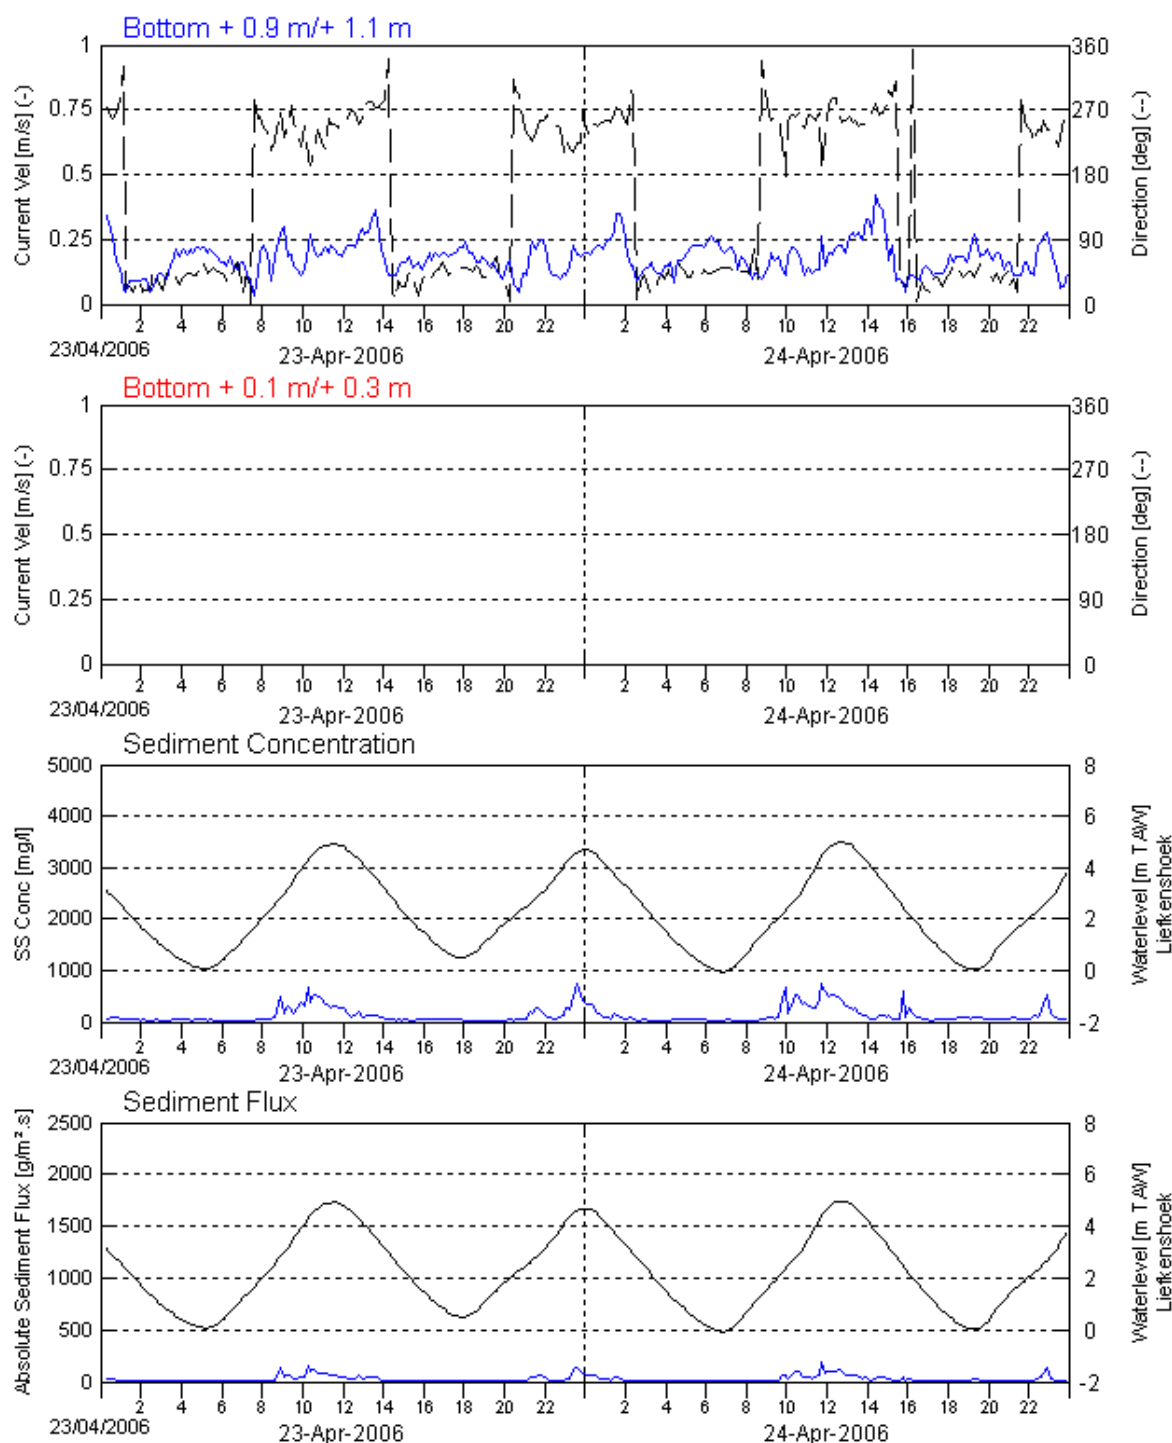 Bottom + 0.9 m/+ 1.1 m
Current Vel [m/s] (-)
1
0.75
0.5
0.25
0
360
270
180
90
0
Direction [deg] (--)
2 4 6 8 10 12 14 16 18 20 22 2 4 6 8 10 12 14 16 18 20 22
23/04/2006
23-Apr-2006 24-Apr-2006
Bottom + 0.1 m/+ 0.3 m
Current Vel [m/s] (-)
1
0.75
0.5
0.25
0
360
270
180
90
0
Direction [deg] (--)
2 4 6 8 10 12 14 16 18 20 22 2 4 6 8 10 12 14 16 18 20 22
23/04/2006
23-Apr-2006 24-Apr-2006
Sediment Concentration
SS Conc [mg/l]
5000
4000
3000
2000
1000
0
8
6
4
2
0
-2
Waterlevel [m TAW]
Liefkenshoek
2 4 6 8 10 12 14 16 18 20 22 2 4 6 8 10 12 14 16 18 20 22
23/04/2006
23-Apr-2006 24-Apr-2006
Sediment Flux
Absolute Sediment Flux [g/m².s]
2500
2000
1500
1000
500
0
8
6
4
2
0
-2
Waterlevel [m TAW]
Liefkenshoek
2 4 6 8 10 12 14 16 18 20 22 2 4 6 8 10 12 14 16 18 20 22
23/04/2006
23-Apr-2006 24-Apr-2006